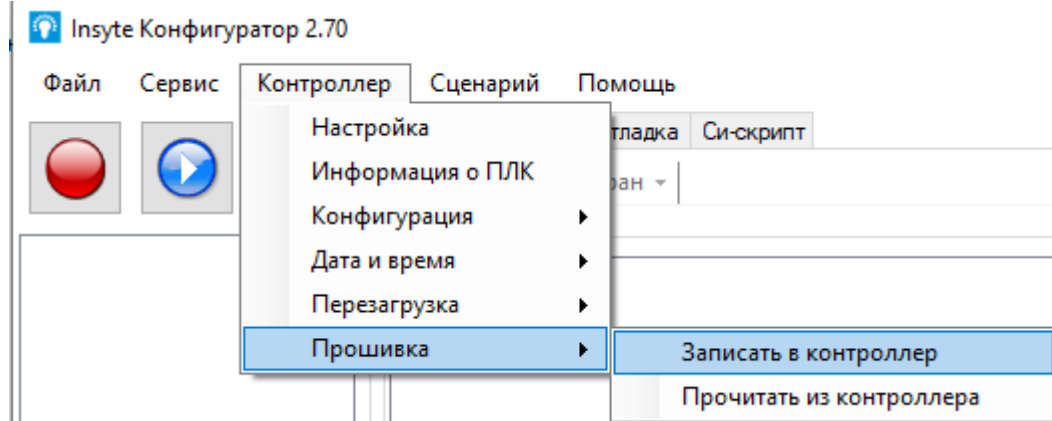 Insyte Конфигуратор 2.70
Файл Сервис Контроллер Сценарий Помощь
Настройка
тладка Си-скрипт
Информация о ПЛК
ран
Конфигурация
Дата и время
Перезагрузка
Прошивка
Записать в контроллер
Прочитать из контроллера